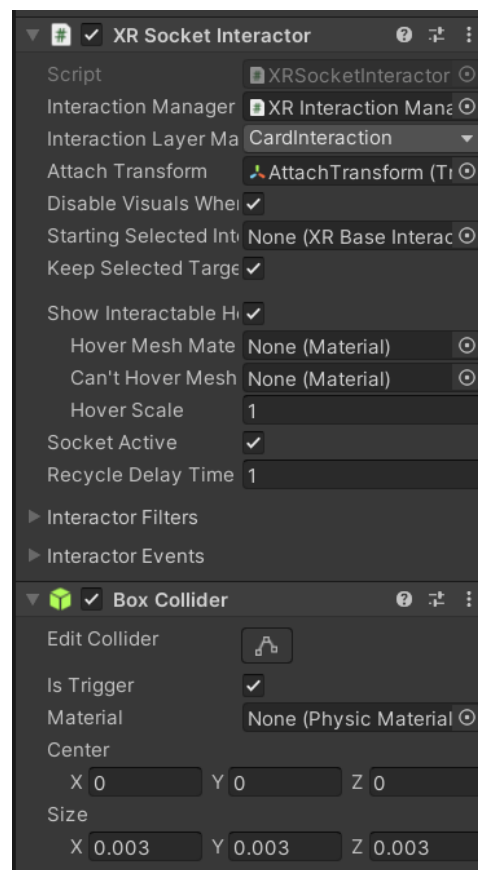 XR Socket Interactor
Script XRSocketInteractor
Interaction Manager XR Interaction Mana
Interaction Layer Ma CardInteraction
Attach Transform AttachTransform (Tr
Disable Visuals Whe ✓
Starting Selected Int None (XR Base Interac
Keep Selected Targe ✓
Show Interactable H ✓
Hover Mesh Mate None (Material)
Can't Hover Mesh None (Material)
Hover Scale 1
Socket Active ✓
Recycle Delay Time 1
Interactor Filters
Interactor Events
Box Collider
Edit Collider
Is Trigger ✓
Material None (Physic Material
Center
X 0 Y 0 Z 0
Size
X 0.003 Y 0.003 Z 0.003